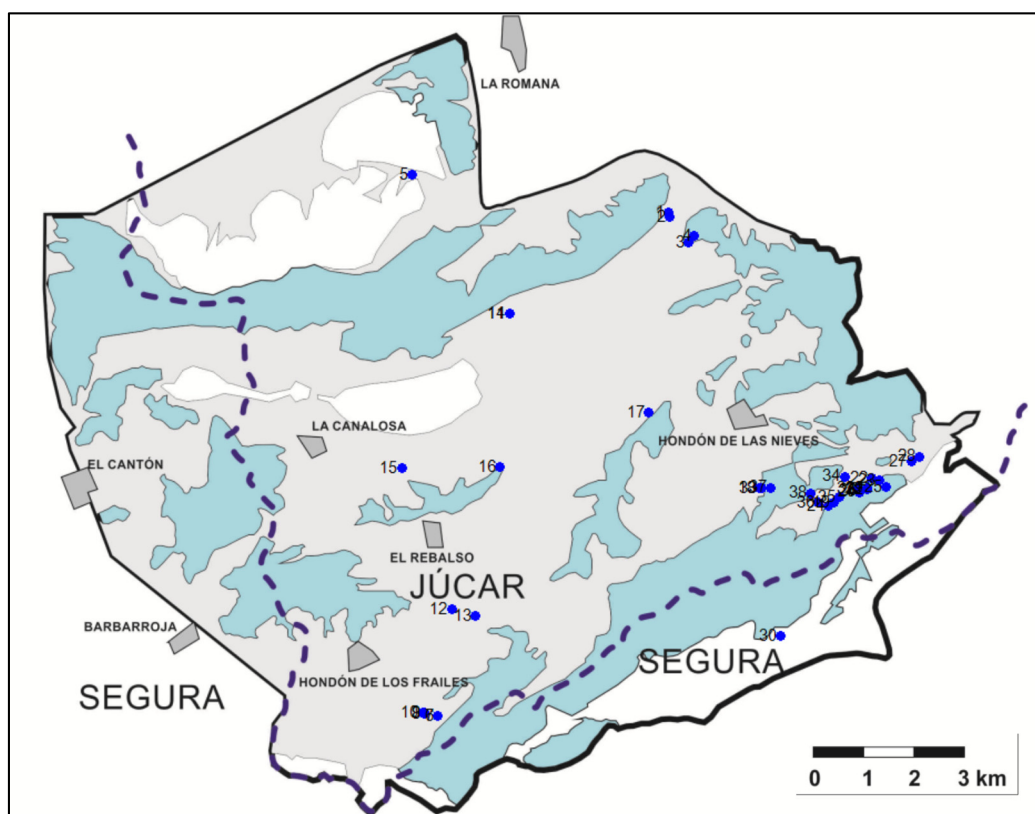 LA ROMANA
5
1
2
4
3
14
17
LA CANALOSA
HONDÓN DE LAS NIEVES
EL CANTÓN
15
16
28
27
34
38
EL REBALSO
JÚCAR
12
13
BARBARROJA
30
HONDÓN DE LOS FRAILES
SEGURA
SEGURA
10
0 1 2 3 km